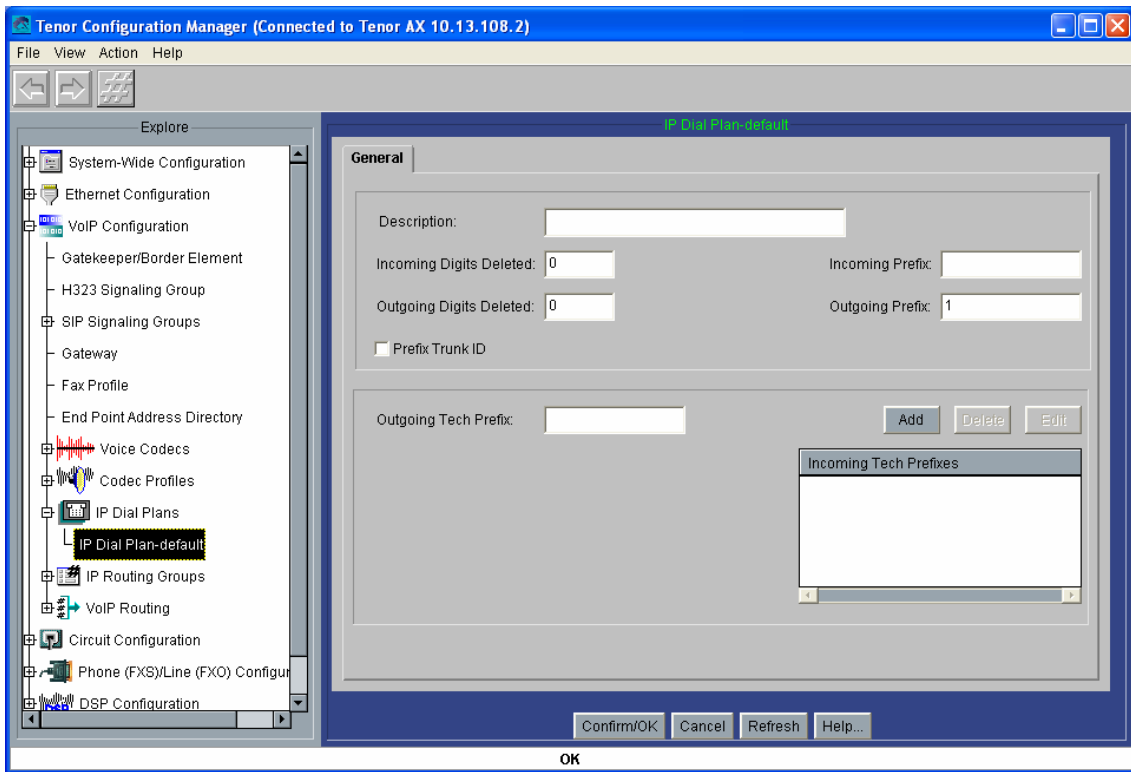 Tenor Configuration Manager (Connected to Tenor AX 10.13.108.2)
File View Action Help
Explore
System-Wide Configuration
Ethernet Configuration
VoIP Configuration
Gatekeeper/Border Element
H323 Signaling Group
SIP Signaling Groups
Gateway
Fax Profile
End Point Address Directory
Voice Codecs
Codec Profiles
IP Dial Plans
IP Dial Plan-default
IP Routing Groups
VoIP Routing
Circuit Configuration
Phone (FXS)/Line (FXO) Configur
DSP Configuration
IP Dial Plan-default
General
Description:
Incoming Digits Deleted: 0 Incoming Prefix:
Outgoing Digits Deleted: 0 Outgoing Prefix: 1
Prefix Trunk ID
Outgoing Tech Prefix: Add Delete Edit
Incoming Tech Prefixes
Confirm/OK Cancel Refresh Help...
OK